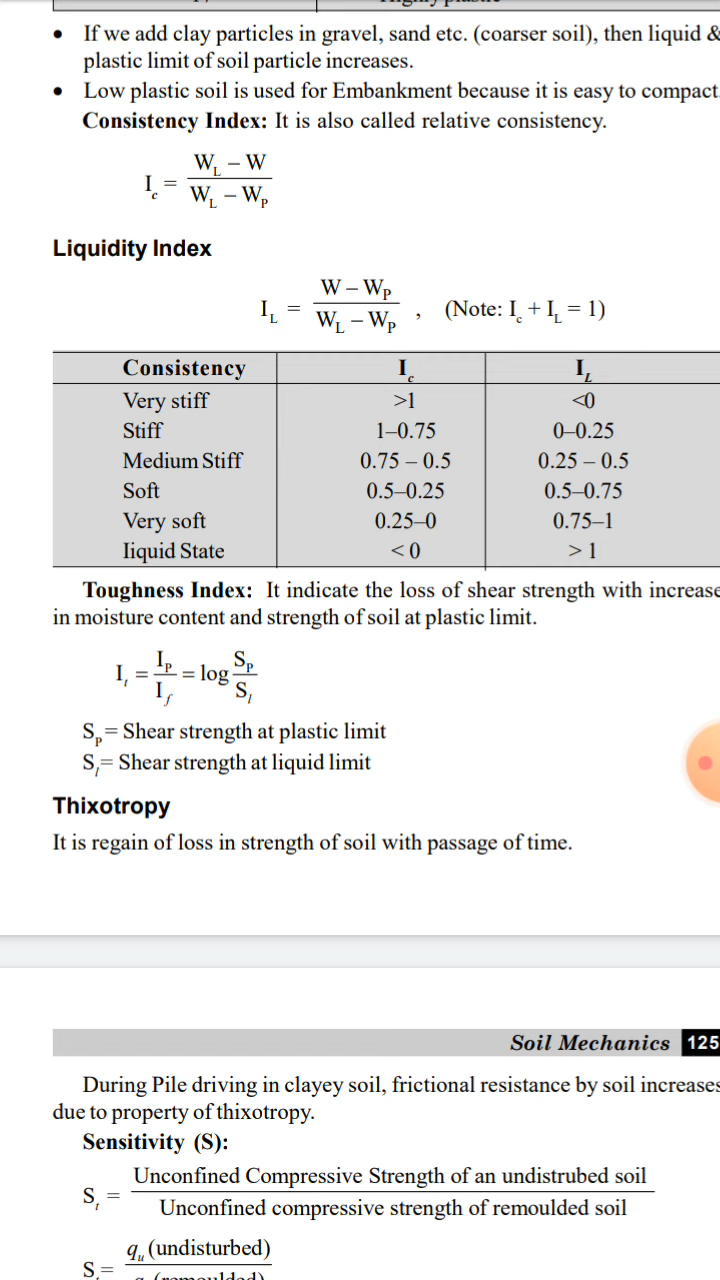 • If we add clay particles in gravel, sand etc. (coarser soil), then liquid &
plastic limit of soil particle increases.
• Low plastic soil is used for Embankment because it is easy to compact.
Consistency Index: It is also called relative consistency.
I_c = (W_L – W) / (W_L – W_P)
Liquidity Index
I_L = (W – W_P) / (W_L – W_P) , (Note: I_c + I_L = 1)
Consistency I_c I_L
Very stiff >1 <0
Stiff 1–0.75 0–0.25
Medium Stiff 0.75 – 0.5 0.25 – 0.5
Soft 0.5–0.25 0.5–0.75
Very soft 0.25–0 0.75–1
liquid State < 0 > 1
Toughness Index: It indicate the loss of shear strength with increase
in moisture content and strength of soil at plastic limit.
I_t = I_P / I_f = log S_P / S_l
S_p = Shear strength at plastic limit
S_l = Shear strength at liquid limit
Thixotropy
It is regain of loss in strength of soil with passage of time.
Soil Mechanics 125
During Pile driving in clayey soil, frictional resistance by soil increases
due to property of thixotropy.
Sensitivity (S):
S_t = Unconfined Compressive Strength of an undistrubed soil / Unconfined compressive strength of remoulded soil
S_t = q_u (undisturbed)